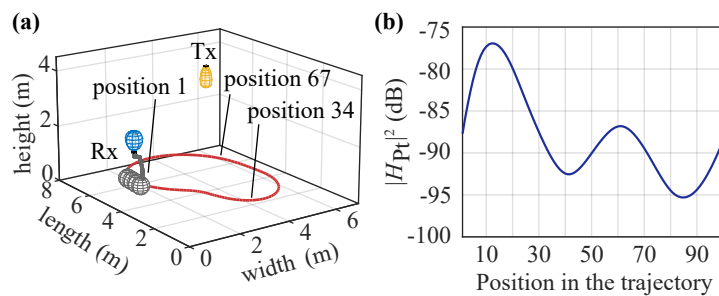 (a)
Tx
position 67
position 1
position 34
Rx
height (m)
4
2
0
8
6
4
2
0
length (m)
0
2
4
6
width (m)
(b)
-75
-80
-85
-90
-95
-100
|H_Pt|² (dB)
10
30
50
70
90
Position in the trajectory